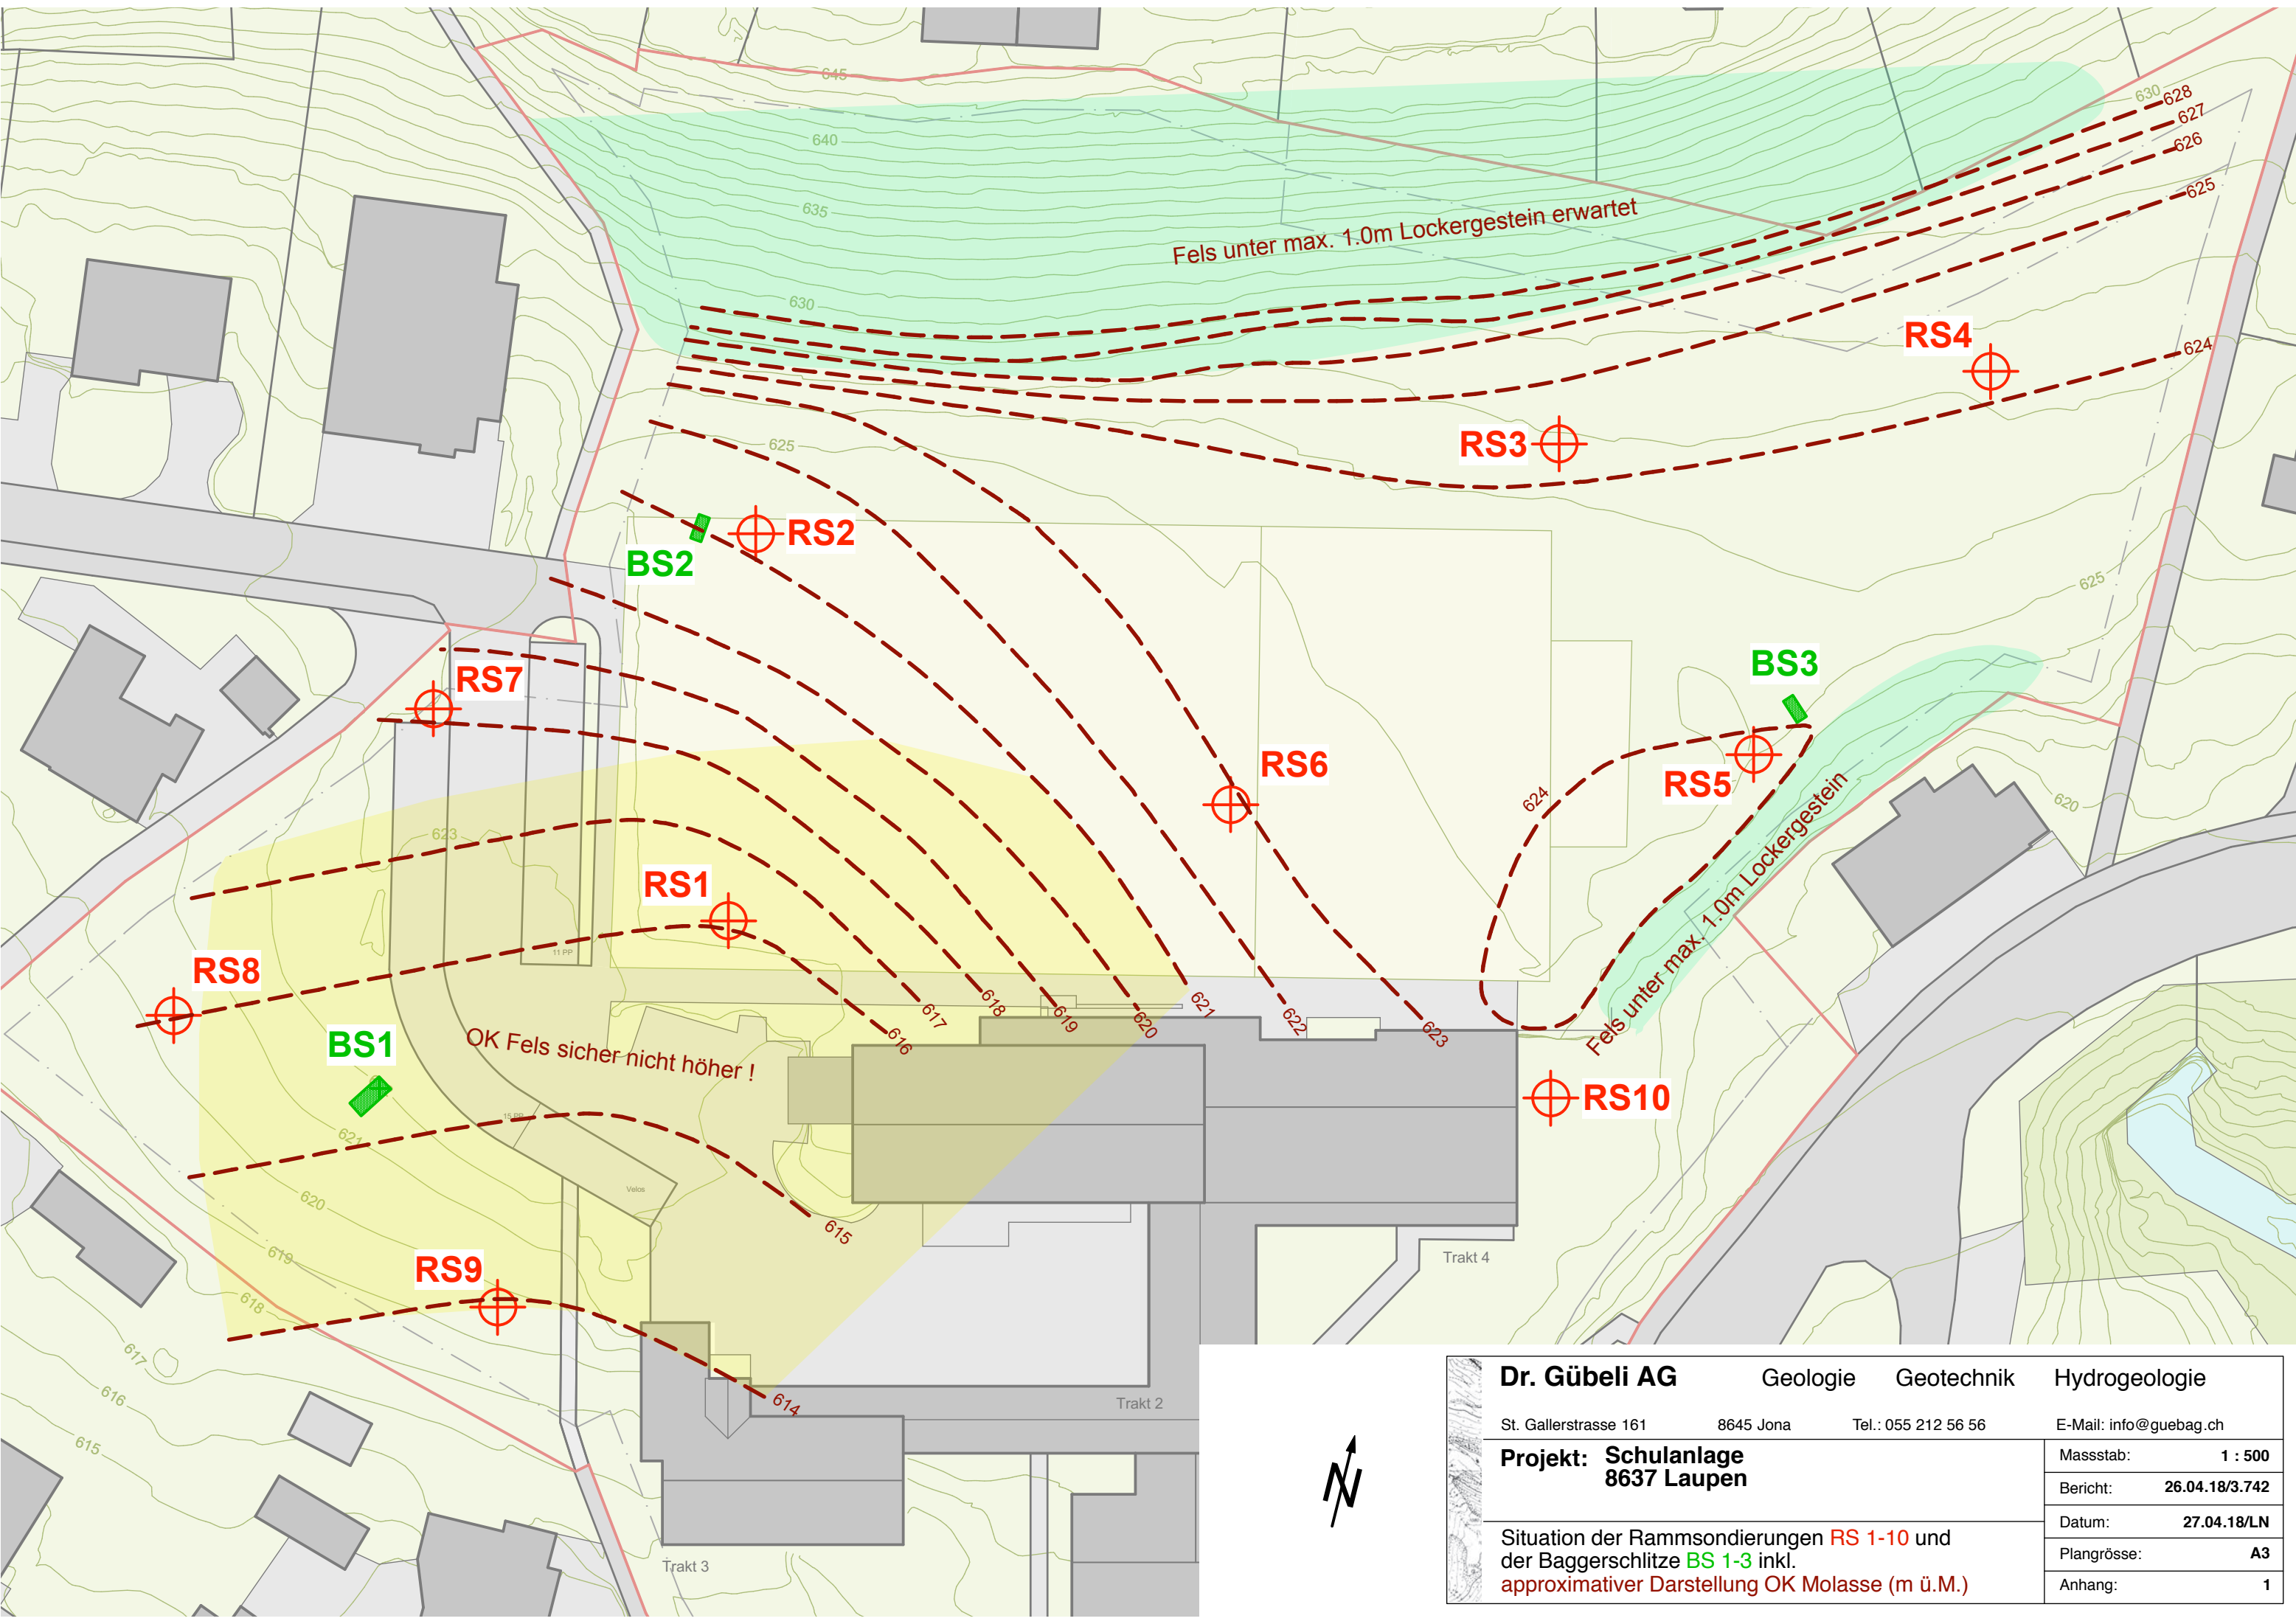 645
640
635
630
630
628
627
626
625
624
Fels unter max. 1.0m Lockergestein erwartet
RS4
RS3
625
RS2
BS2
625
BS3
RS7
RS6
RS5
624
620
623
RS1
11 PP
Fels unter max. 1.0m Lockergestein
RS8
616
617
618
619
620
621
622
623
OK Fels sicher nicht höher !
BS1
RS10
15 PP
621
Velos
620
615
619
Trakt 4
RS9
618
617
616
615
614
Trakt 2
Trakt 3
N
Dr. Gübeli AG Geologie Geotechnik Hydrogeologie
St. Gallerstrasse 161 8645 Jona Tel.: 055 212 56 56 E-Mail: info@guebag.ch
Projekt: Schulanlage
8637 Laupen
Massstab: 1 : 500
Bericht: 26.04.18/3.742
Datum: 27.04.18/LN
Plangrösse: A3
Anhang: 1
Situation der Rammsondierungen RS 1-10 und
der Baggerschlitze BS 1-3 inkl.
approximativer Darstellung OK Molasse (m ü.M.)